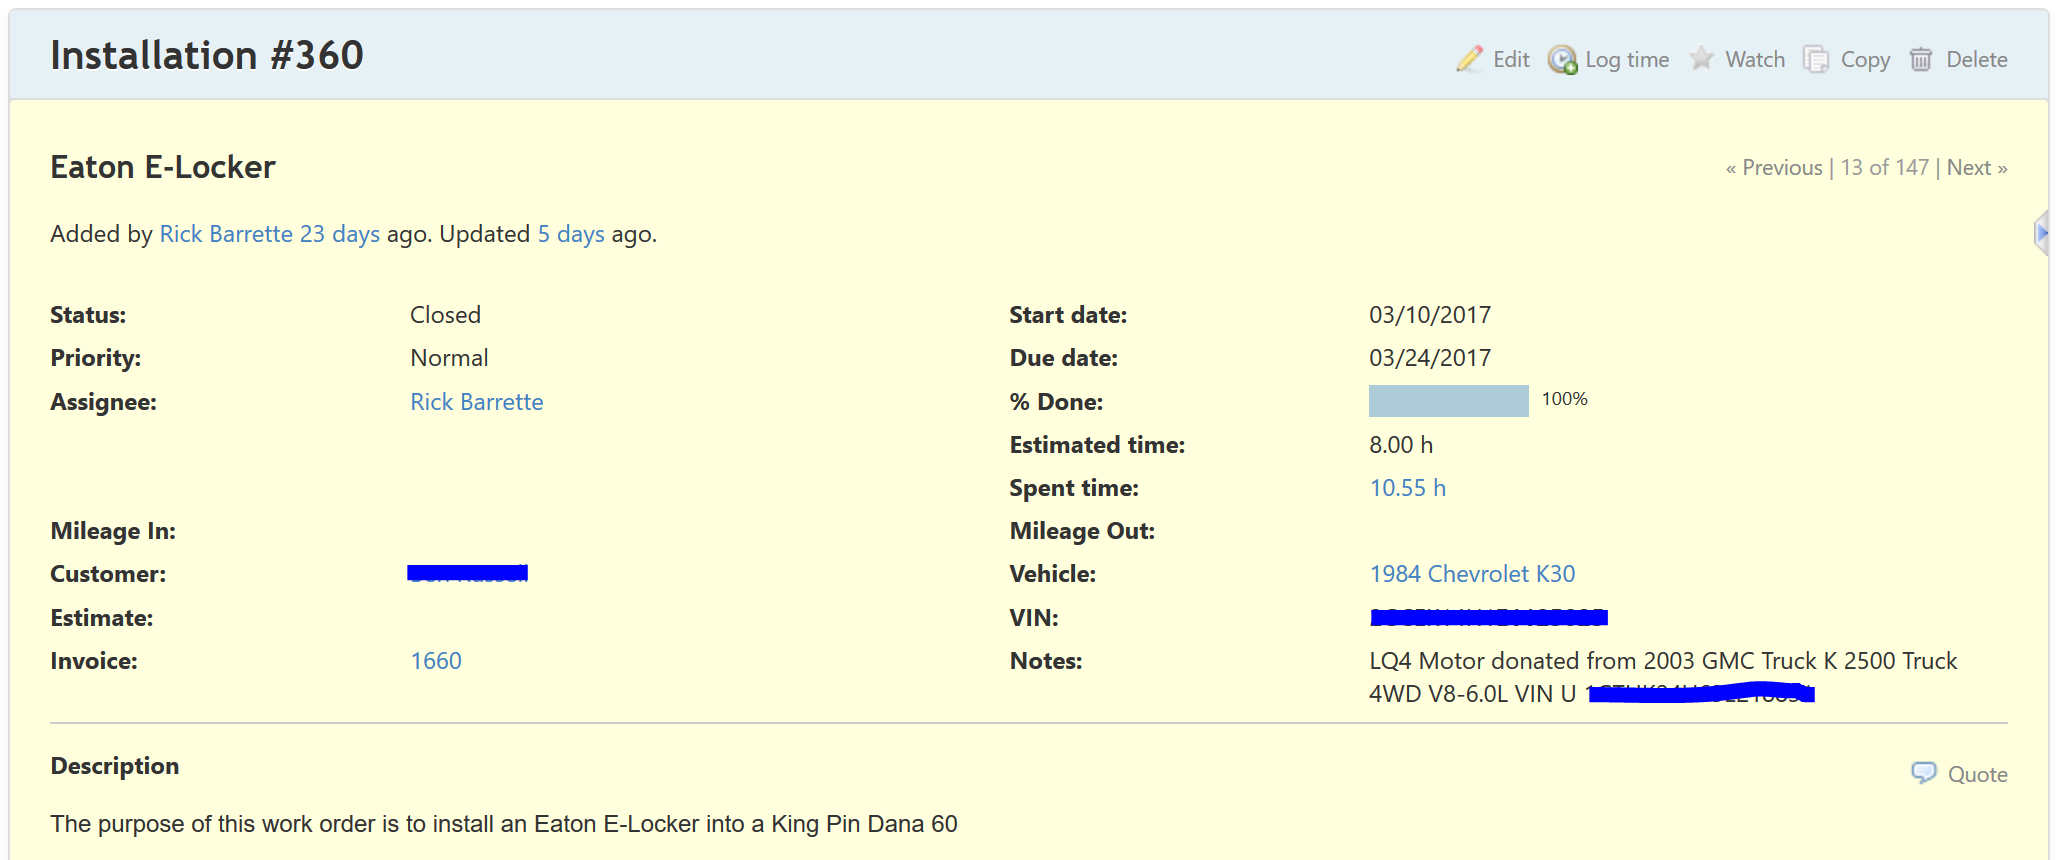 Installation #360
Edit Log time Watch Copy Delete
Eaton E-Locker
« Previous | 13 of 147 | Next »
Added by Rick Barrette 23 days ago. Updated 5 days ago.
Status: Closed Start date: 03/10/2017
Priority: Normal Due date: 03/24/2017
Assignee: Rick Barrette % Done: 100%
Estimated time: 8.00 h
Spent time: 10.55 h
Mileage In: Mileage Out:
Customer: Vehicle: 1984 Chevrolet K30
Estimate: VIN:
Invoice: 1660 Notes: LQ4 Motor donated from 2003 GMC Truck K 2500 Truck
4WD V8-6.0L VIN U
Description
Quote
The purpose of this work order is to install an Eaton E-Locker into a King Pin Dana 60